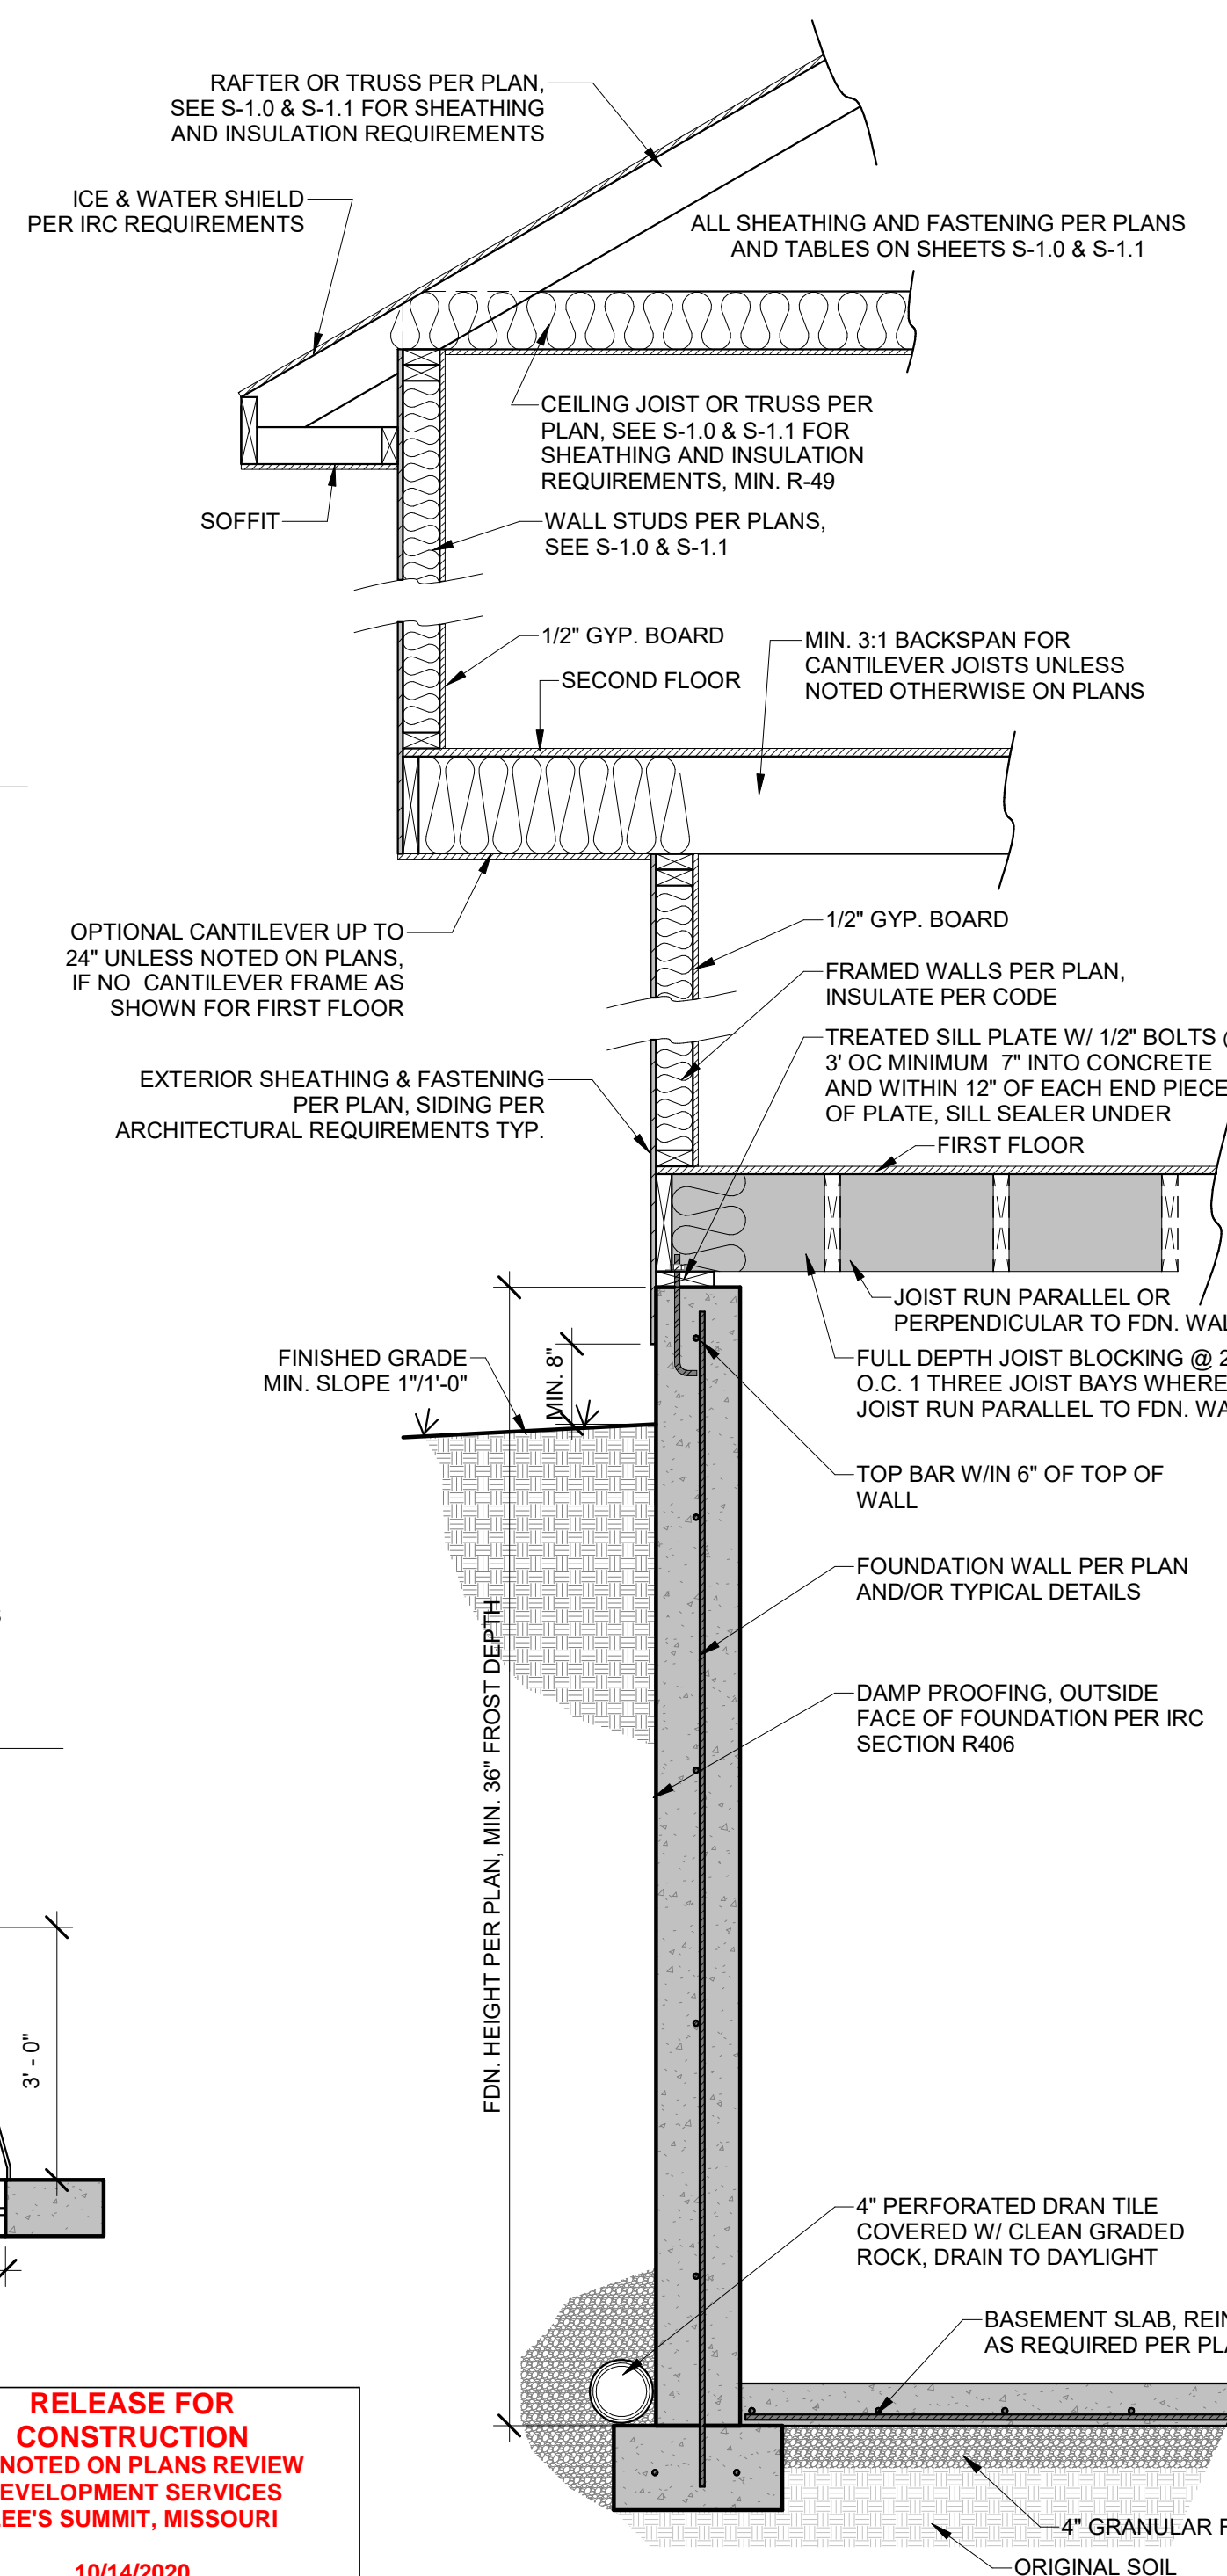 RAFTER OR TRUSS PER PLAN,
SEE S-1.0 & S-1.1 FOR SHEATHING
AND INSULATION REQUIREMENTS
ICE & WATER SHIELD
PER IRC REQUIREMENTS
ALL SHEATHING AND FASTENING PER PLANS
AND TABLES ON SHEETS S-1.0 & S-1.1
CEILING JOIST OR TRUSS PER
PLAN, SEE S-1.0 & S-1.1 FOR
SHEATHING AND INSULATION
REQUIREMENTS, MIN. R-49
SOFFIT
WALL STUDS PER PLANS,
SEE S-1.0 & S-1.1
1/2" GYP. BOARD
SECOND FLOOR
MIN. 3:1 BACKSPAN FOR
CANTILEVER JOISTS UNLESS
NOTED OTHERWISE ON PLANS
OPTIONAL CANTILEVER UP TO
24" UNLESS NOTED ON PLANS,
IF NO CANTILEVER FRAME AS
SHOWN FOR FIRST FLOOR
1/2" GYP. BOARD
FRAMED WALLS PER PLAN,
INSULATE PER CODE
TREATED SILL PLATE W/ 1/2" BOLTS @
3' OC MINIMUM 7" INTO CONCRETE
AND WITHIN 12" OF EACH END PIECE
OF PLATE, SILL SEALER UNDER
EXTERIOR SHEATHING & FASTENING
PER PLAN, SIDING PER
ARCHITECTURAL REQUIREMENTS TYP.
FIRST FLOOR
JOIST RUN PARALLEL OR
PERPENDICULAR TO FDN.
FULL DEPTH JOIST BLOCKING @
O.C. 1 THREE JOIST BAYS WHERE
JOIST RUN PARALLEL TO FDN.
FINISHED GRADE
MIN. SLOPE 1"/1'-0"
MIN. 8"
TOP BAR W/IN 6" OF TOP OF
WALL
FOUNDATION WALL PER PLAN
AND/OR TYPICAL DETAILS
FDN. HEIGHT PER PLAN, MIN. 36" FROST DEPTH
DAMP PROOFING, OUTSIDE
FACE OF FOUNDATION PER IRC
SECTION R406
3' - 0"
4" PERFORATED DRAN TILE
COVERED W/ CLEAN GRADED
ROCK, DRAIN TO DAYLIGHT
BASEMENT SLAB,
AS REQUIRED PER
4" GRANULAR
ORIGINAL SOIL
RELEASE FOR
CONSTRUCTION
NOTED ON PLANS REVIEW
EVELOPMENT SERVICES
EE'S SUMMIT, MISSOURI
10/14/2020